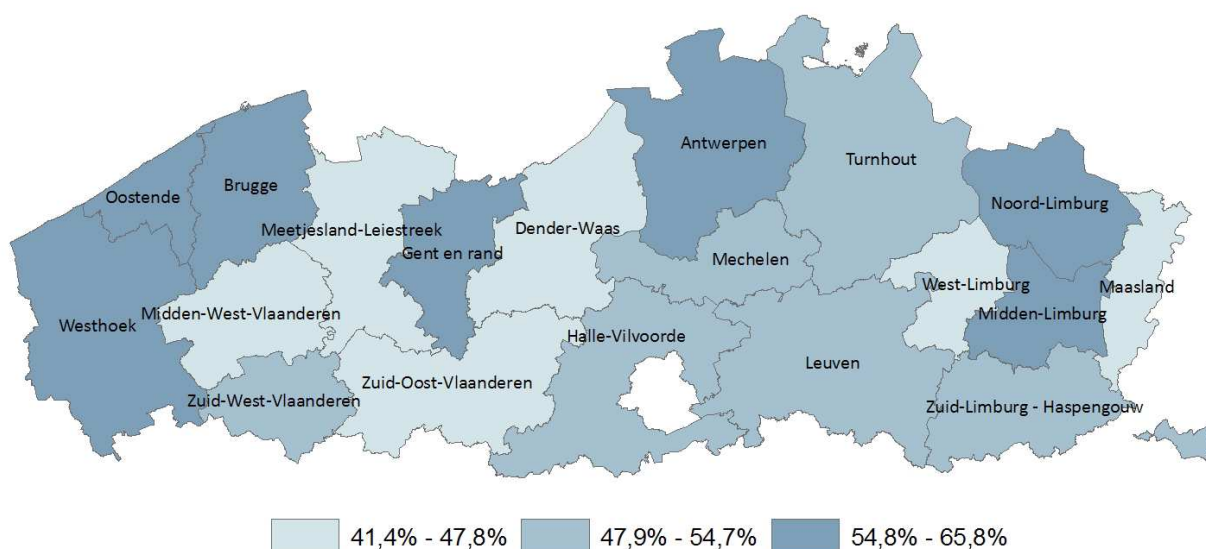 Antwerpen
Turnhout
Brugge
Oostende
Noord-Limburg
Meetjesland-Leiestreek
Dender-Waas
Gent en rand
Mechelen
West-Limburg
Maasland
Midden-West-Vlaanderen
Midden-Limburg
Westhoek
Halle-Vilvoorde
Leuven
Zuid-Oost-Vlaanderen
Zuid-West-Vlaanderen
Zuid-Limburg - Haspengouw
41,4% - 47,8% 47,9% - 54,7% 54,8% - 65,8%